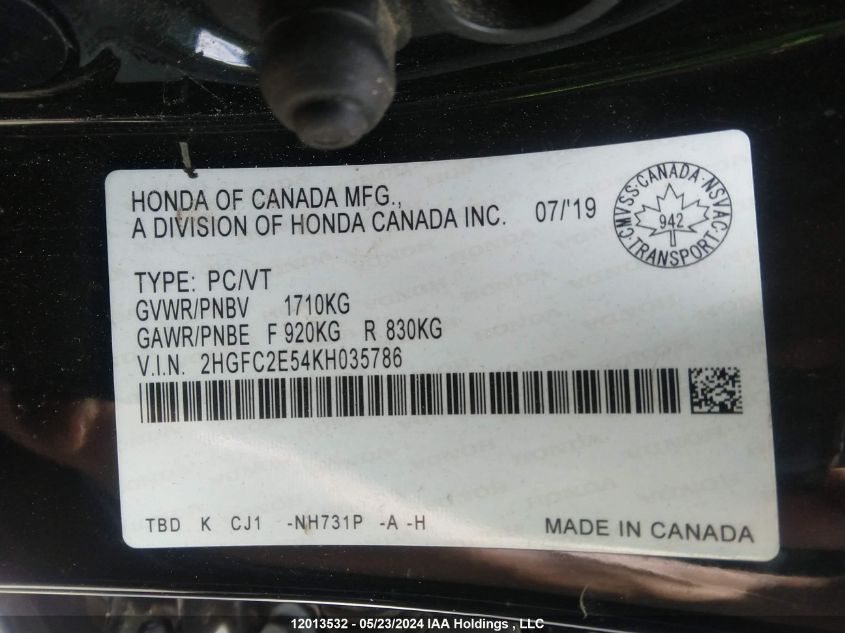 HONDA OF CANADA MFG.,
A DIVISION OF HONDA CANADA INC. 07/'19
CMVSS · CANADA · NSVAC
942
TRANSPORT
TYPE: PC/VT
GVWR/PNBV 1710KG
GAWR/PNBE F 920KG R 830KG
V.I.N. 2HGFC2E54KH035786
TBD K CJ1 -NH731P -A -H
MADE IN CANADA
12013532 - 05/23/2024 IAA Holdings , LLC